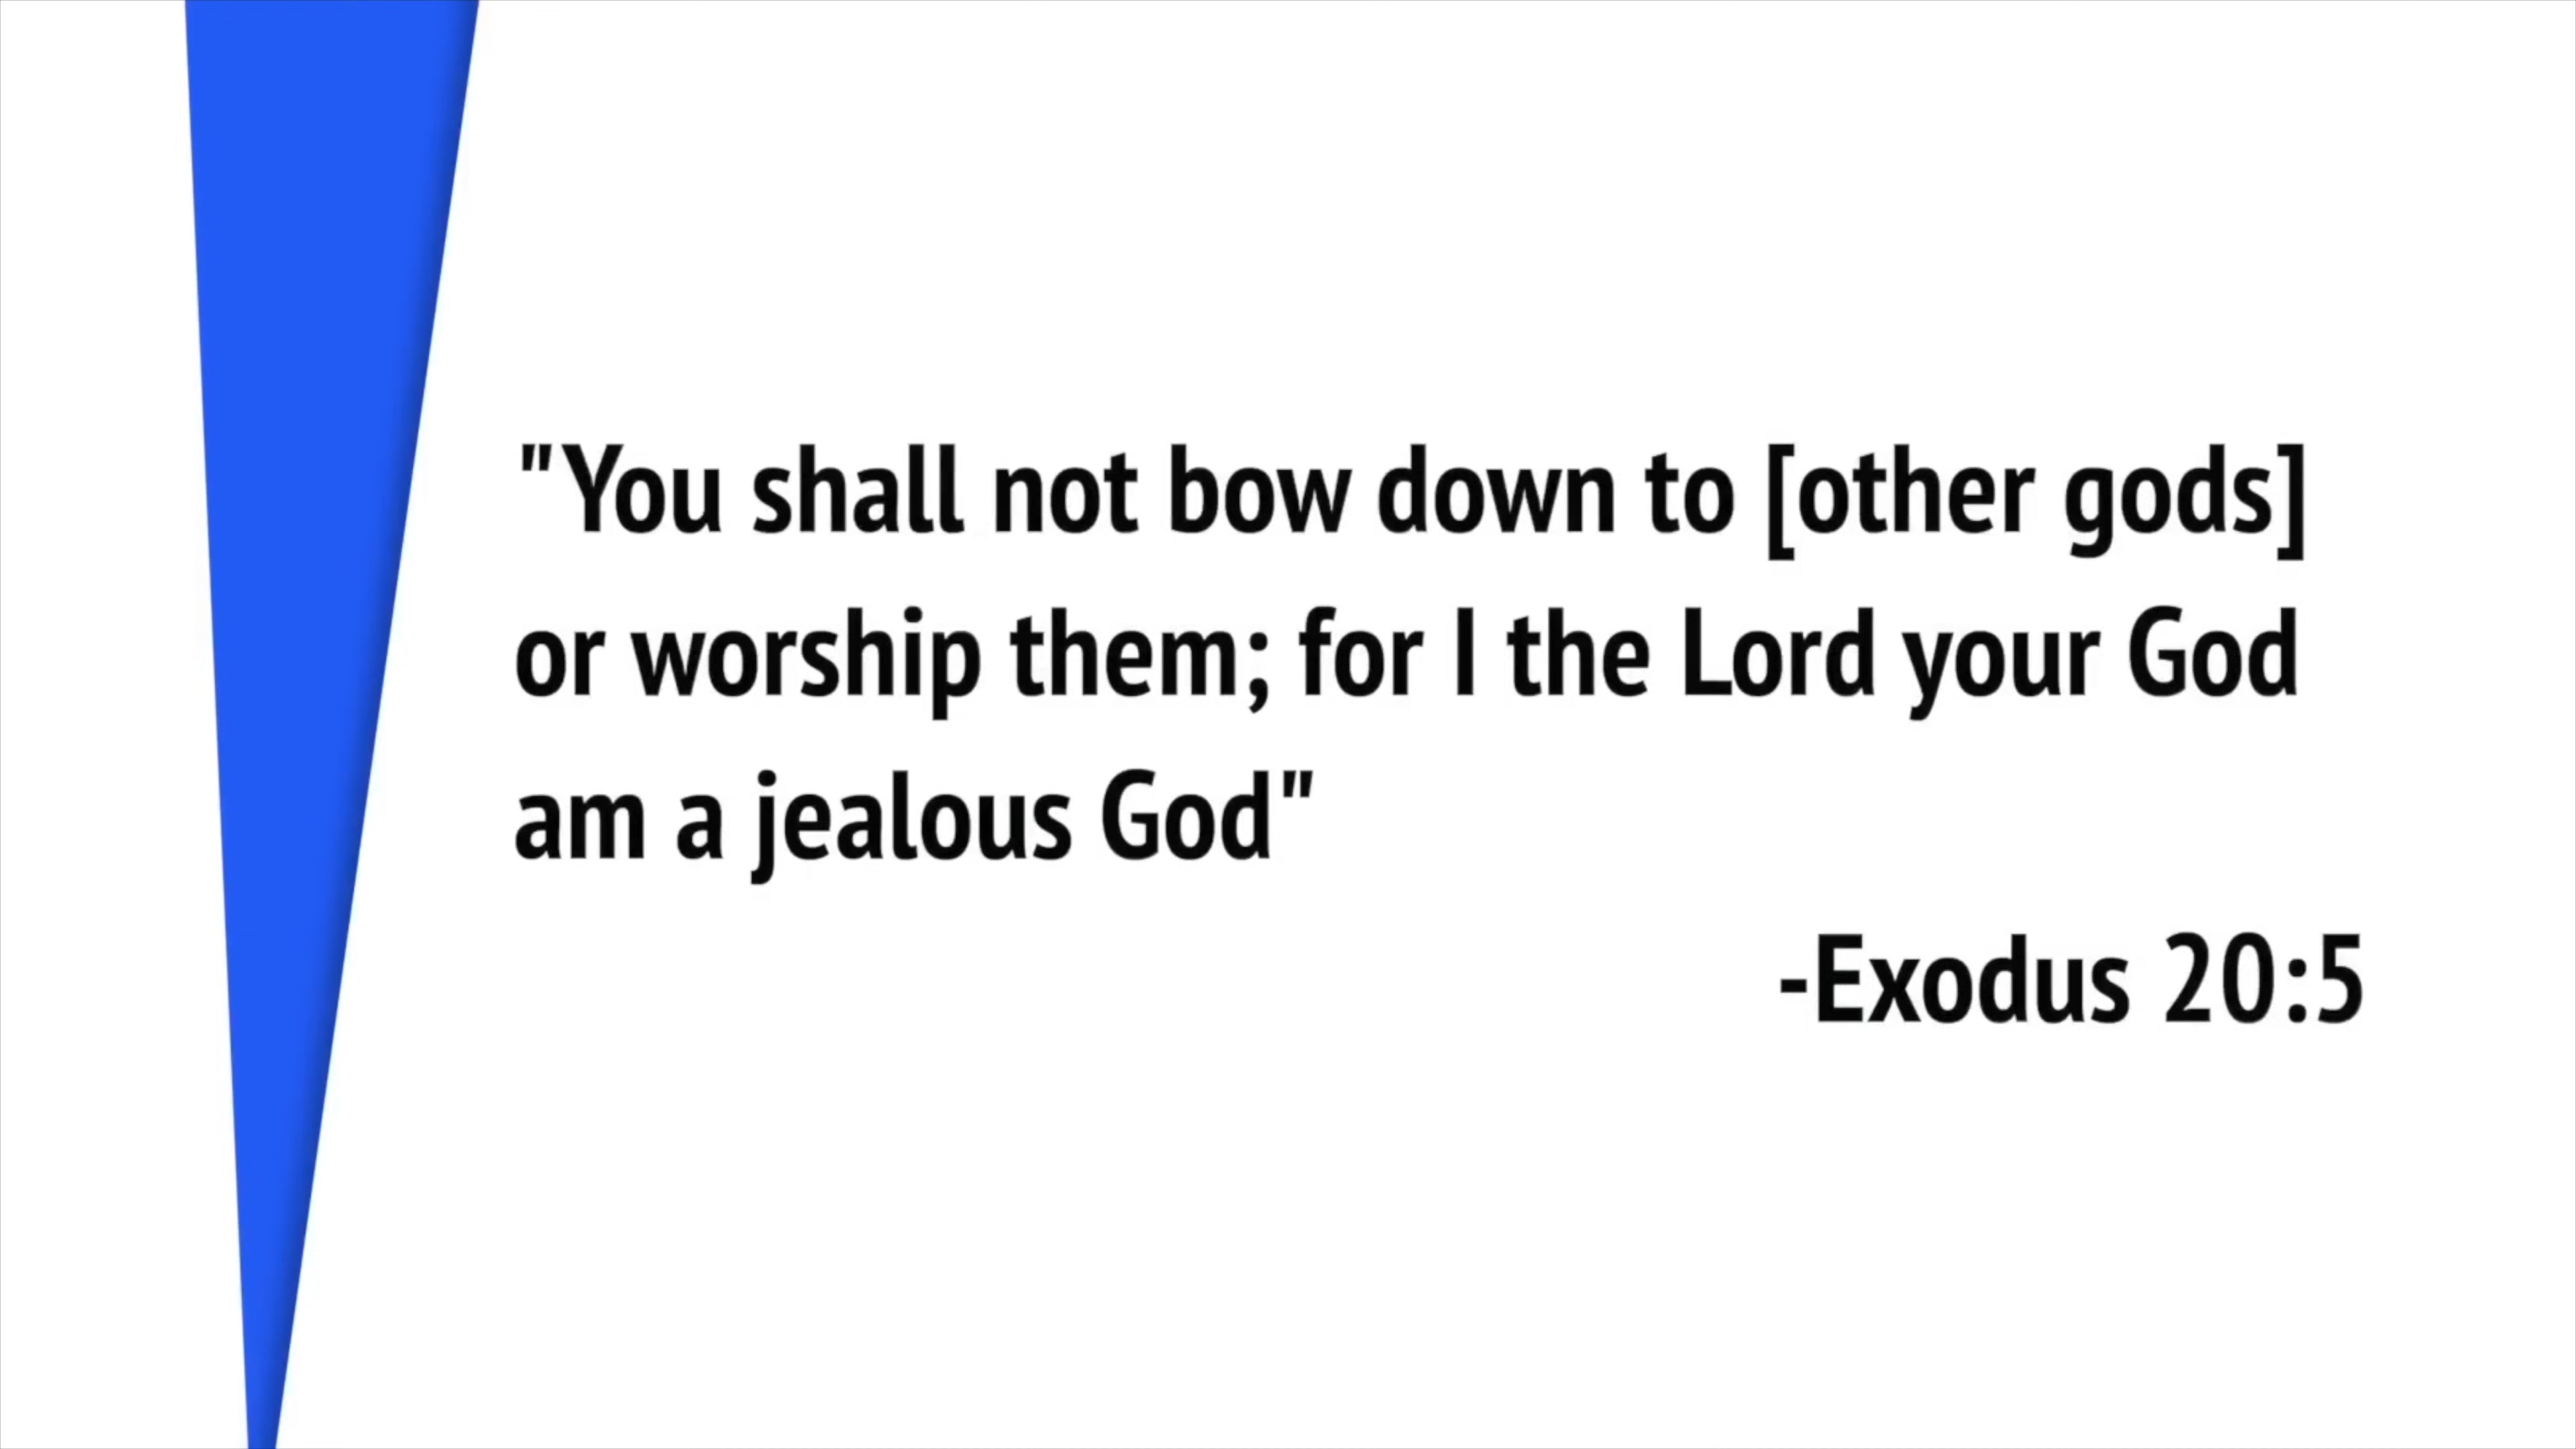 "You shall not bow down to [other gods]
or worship them; for I the Lord your God
am a jealous God"
-Exodus 20:5